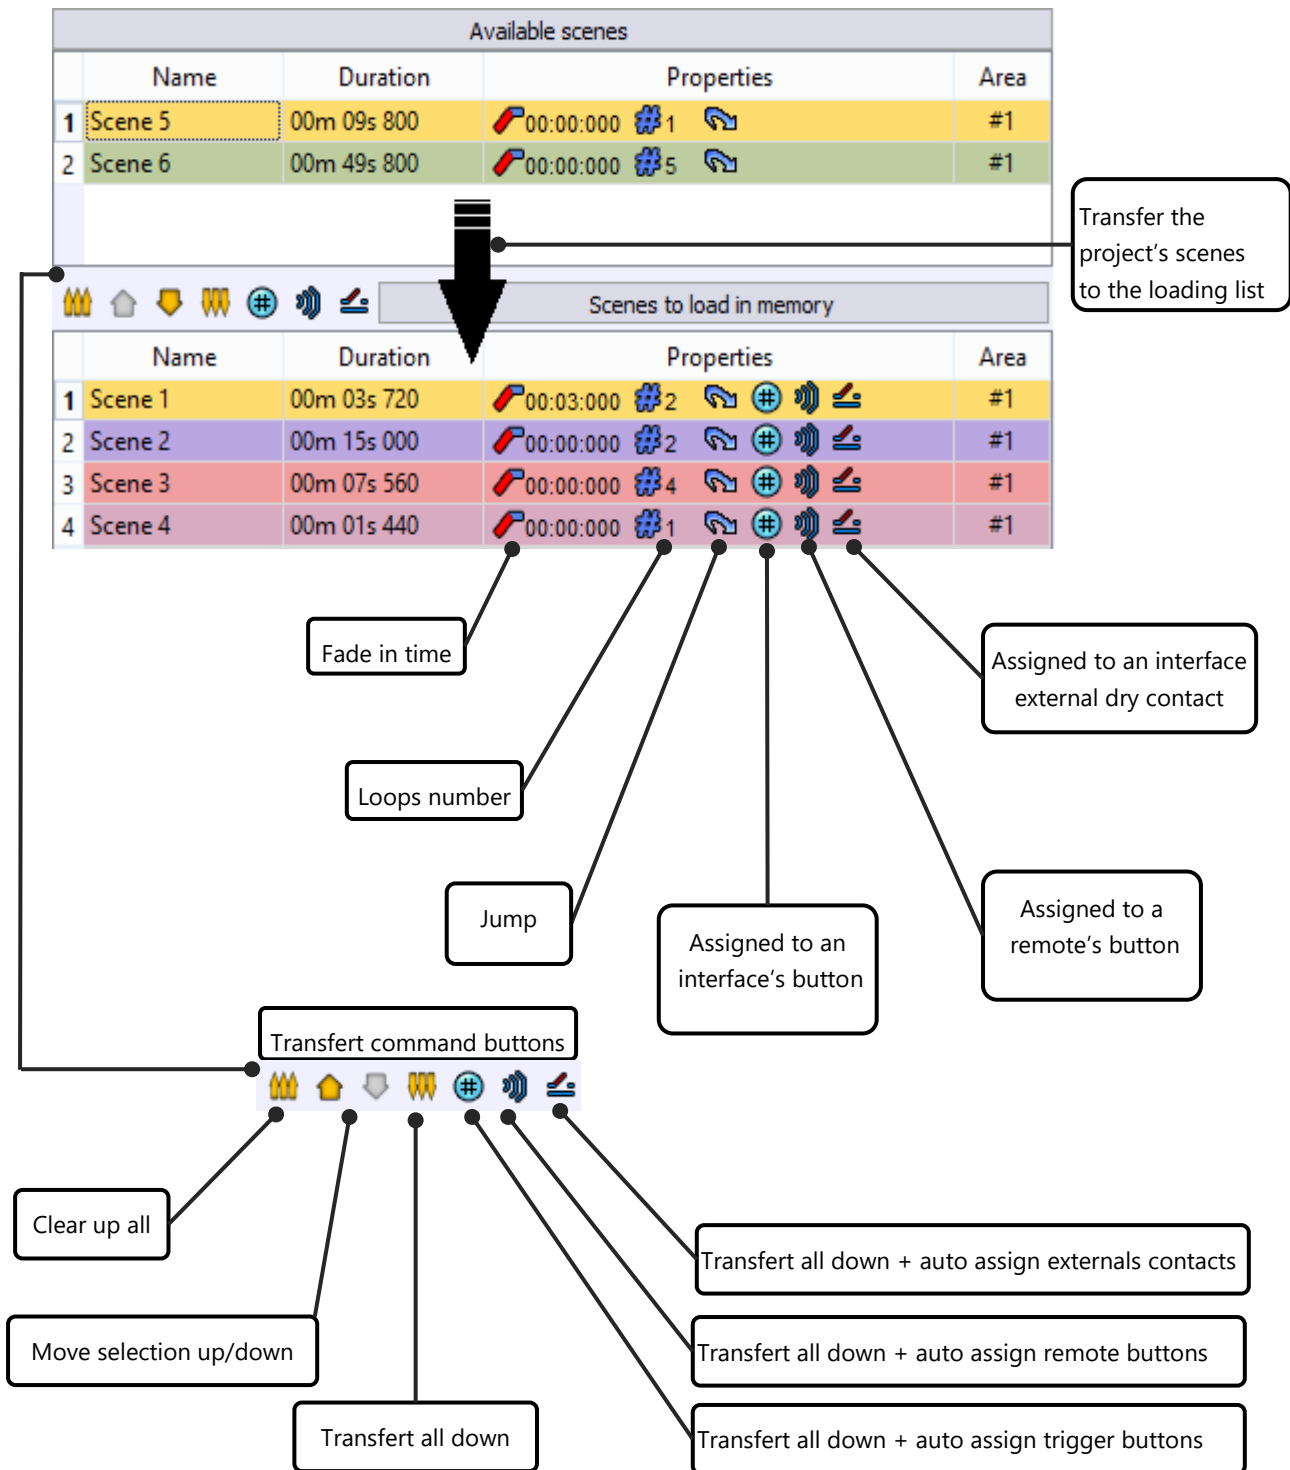 Available scenes
Name Duration Properties Area
1 Scene 5 00m 09s 800 00:00:000 1 #1
2 Scene 6 00m 49s 800 00:00:000 5 #1
Transfer the
project's scenes
to the loading list
# Scenes to load in memory
Name Duration Properties Area
1 Scene 1 00m 03s 720 00:03:000 2 # #1
2 Scene 2 00m 15s 000 00:00:000 2 # #1
3 Scene 3 00m 07s 560 00:00:000 4 # #1
4 Scene 4 00m 01s 440 00:00:000 1 # #1
Fade in time
Assigned to an interface
external dry contact
Loops number
Jump
Assigned to an
interface's button
Assigned to a
remote's button
Transfert command buttons
#
Clear up all
Transfert all down + auto assign externals contacts
Move selection up/down
Transfert all down + auto assign remote buttons
Transfert all down
Transfert all down + auto assign trigger buttons